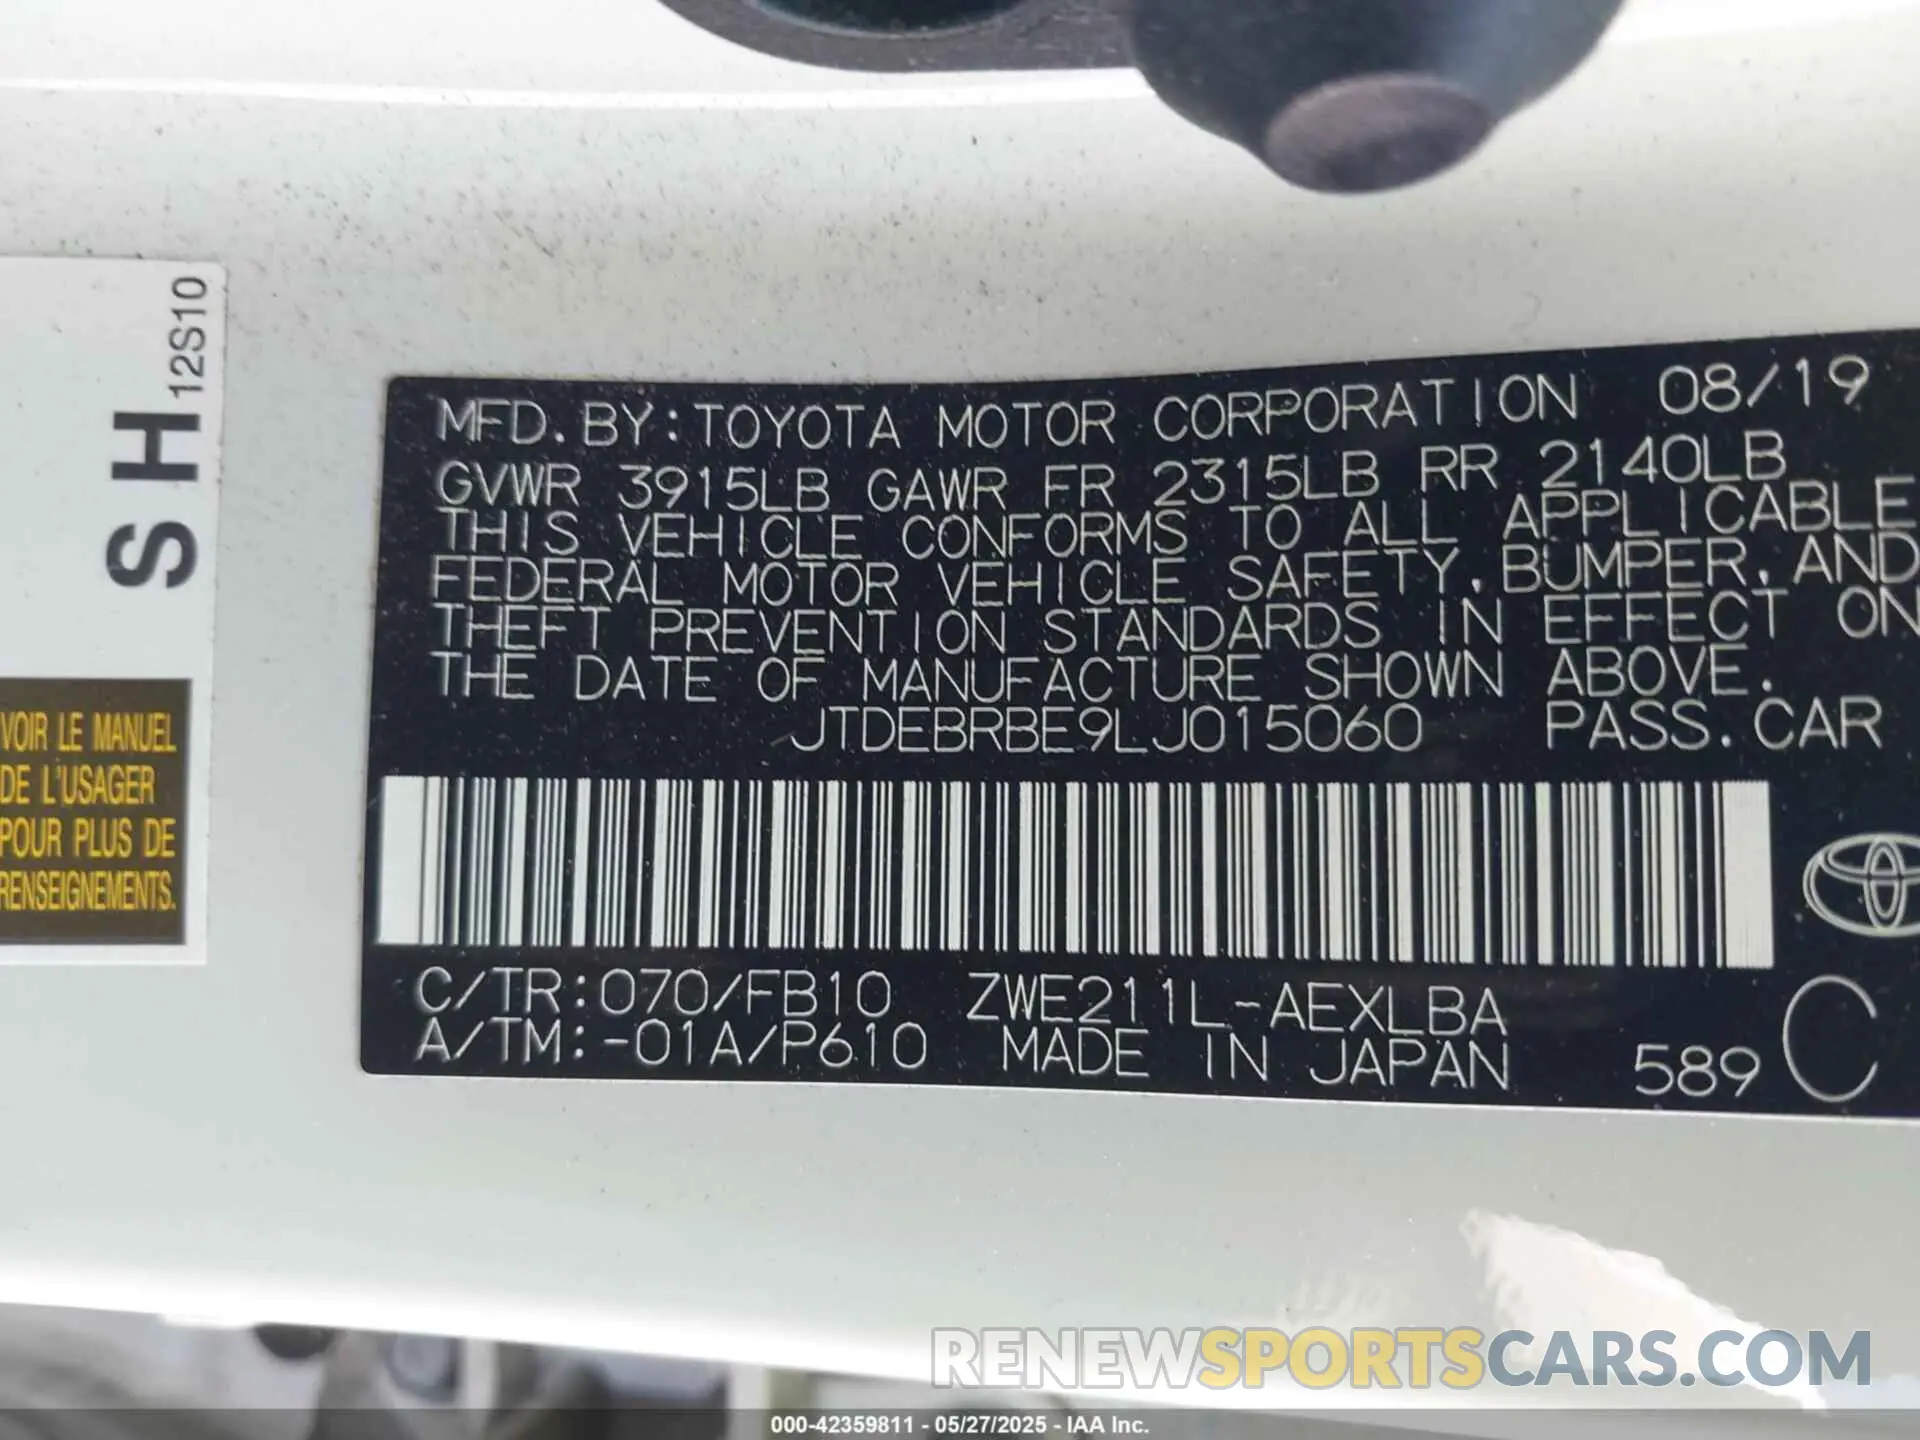 12S10
S H
VOIR LE MANUEL
DE L'USAGER
POUR PLUS DE
RENSEIGNEMENTS.
MFD. BY: TOYOTA MOTOR CORPORATION 08/19
GVWR 3915LB GAWR FR 2315LB RR 2140LB
THIS VEHICLE CONFORMS TO ALL APPLICABLE
FEDERAL MOTOR VEHICLE SAFETY, BUMPER, AND
THEFT PREVENTION STANDARDS IN EFFECT ON
THE DATE OF MANUFACTURE SHOWN ABOVE.
JTDEBRBE9LJ015060 PASS. CAR
C/TR: 070/FB10 ZWE211L-AEXLBA
A/TM: -01A/P610 MADE IN JAPAN 589 C
RENEWSPORTSCARS.COM
000-42359811 - 05/27/2025 - IAA Inc.